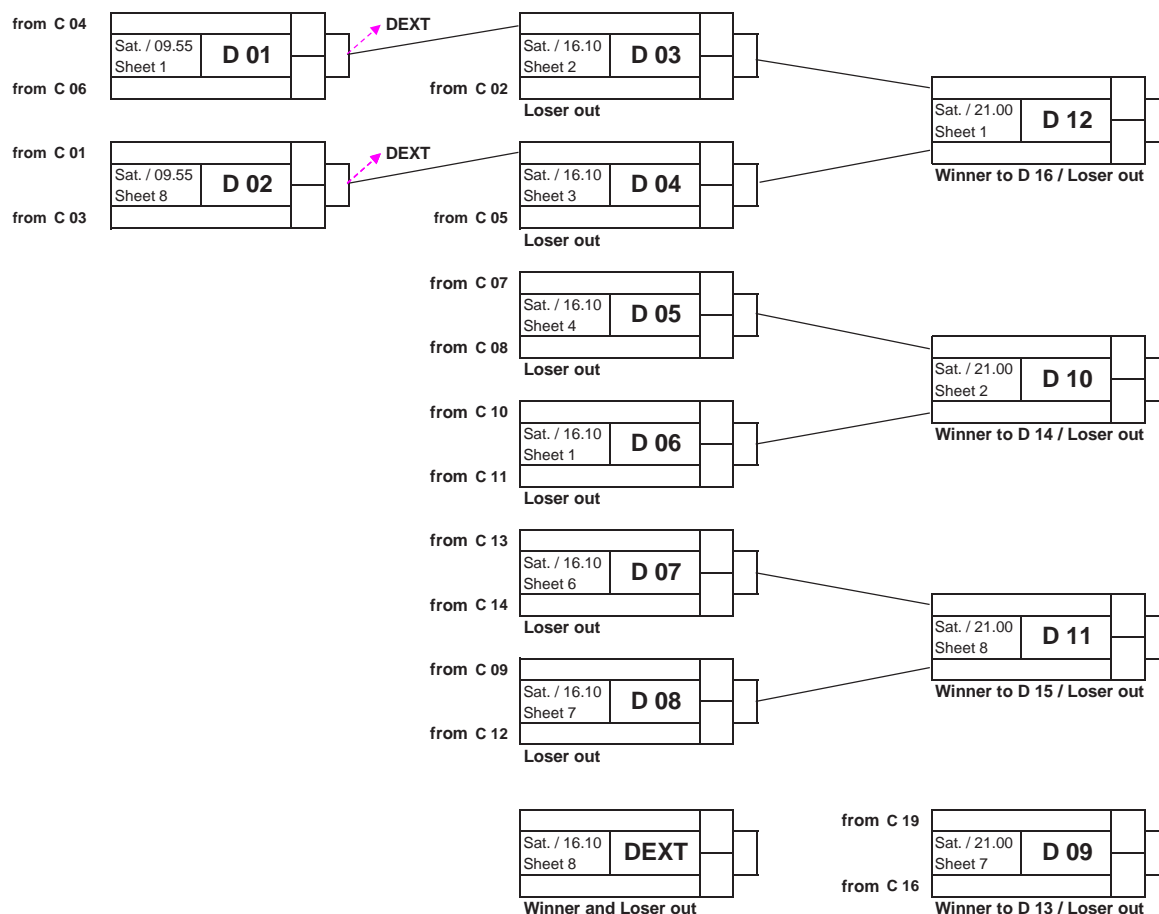 from C 04
DEXT
Sat. / 09.55
Sheet 1
D 01
from C 06
Sat. / 16.10
Sheet 2
D 03
from C 02
Loser out
Sat. / 21.00
Sheet 1
D 12
Winner to D 16 / Loser out
from C 01
DEXT
Sat. / 09.55
Sheet 8
D 02
from C 03
Sat. / 16.10
Sheet 3
D 04
from C 05
Loser out
from C 07
Sat. / 16.10
Sheet 4
D 05
from C 08
Loser out
Sat. / 21.00
Sheet 2
D 10
Winner to D 14 / Loser out
from C 10
Sat. / 16.10
Sheet 1
D 06
from C 11
Loser out
from C 13
Sat. / 16.10
Sheet 6
D 07
from C 14
Loser out
Sat. / 21.00
Sheet 8
D 11
Winner to D 15 / Loser out
from C 09
Sat. / 16.10
Sheet 7
D 08
from C 12
Loser out
Sat. / 16.10
Sheet 8
DEXT
Winner and Loser out
from C 19
Sat. / 21.00
Sheet 7
D 09
from C 16
Winner to D 13 / Loser out